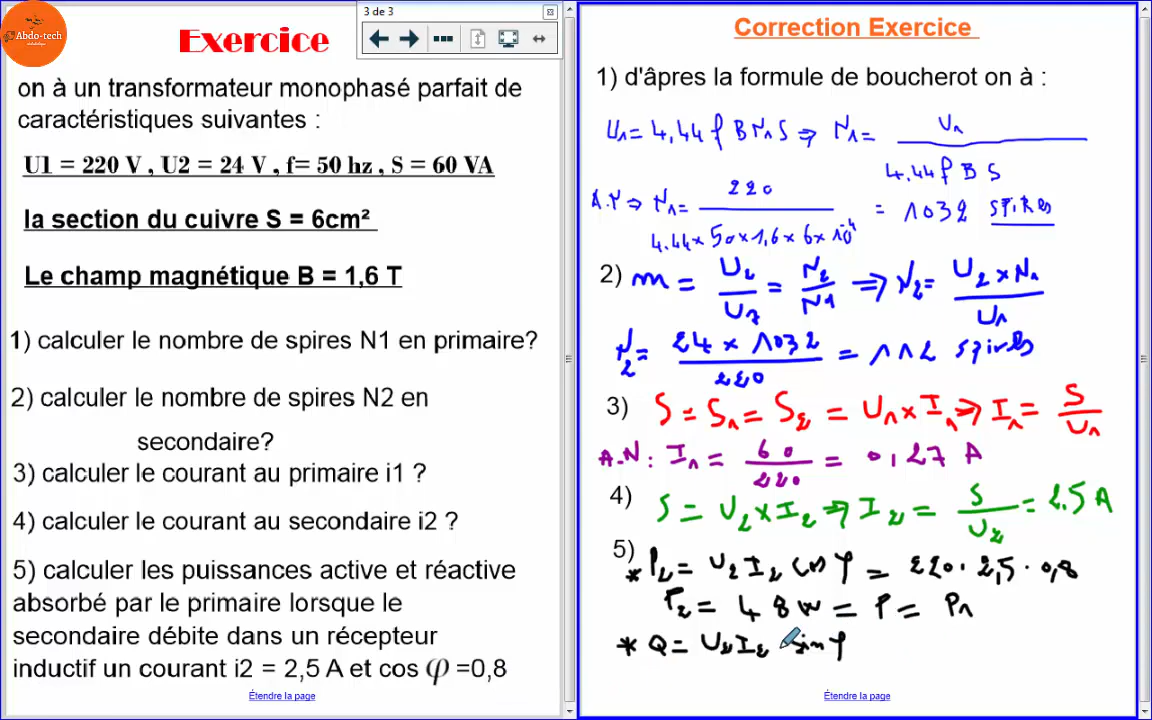 Abdo-tech
Exercice
3 de 3
on à un transformateur monophasé parfait de
caractéristiques suivantes :
U1 = 220 V , U2 = 24 V , f= 50 hz , S = 60 VA
la section du cuivre S = 6cm²
Le champ magnétique B = 1,6 T
1) calculer le nombre de spires N1 en primaire?
2) calculer le nombre de spires N2 en
secondaire?
3) calculer le courant au primaire i1 ?
4) calculer le courant au secondaire i2 ?
5) calculer les puissances active et réactive
absorbé par le primaire lorsque le
secondaire débite dans un récepteur
inductif un courant i2 = 2,5 A et cos φ =0,8
Étendre la page
Correction Exercice
1) d'âpres la formule de boucherot on à :
U1 = 4,44 f B N1 S ⇒ N1 = U1 / 4.44 f B S
A.N ⇒ N1 = 220 / 4.44 × 50 × 1,6 × 6 × 10⁻⁴ = 1032 spires
2) m = U2 / U1 = N2 / N1 ⇒ N2 = U2 × N1 / U1
N2 = 24 × 1032 / 220 = 112 spires
3) S = S1 = S2 = U1 × I1 ⇒ I1 = S / U1
A.N : I1 = 60 / 220 = 0,27 A
4) S = U2 × I2 ⇒ I2 = S / U2 = 2.5 A
5) * P2 = U2 I2 cos φ = 220 · 2,5 · 0,8
P2 = 48 W = P = P1
* Q = U2 I2 sin φ
Étendre la page